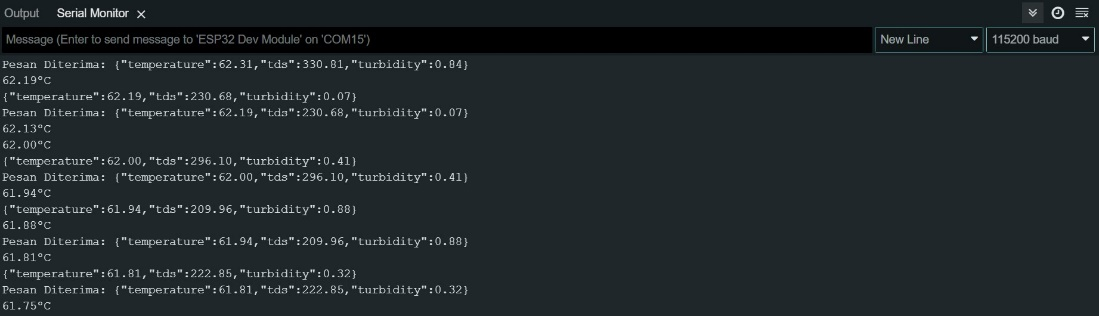 Output
Serial Monitor
Message (Enter to send message to 'ESP32 Dev Module' on 'COM15')
New Line
115200 baud
Pesan Diterima: {"temperature":62.31,"tds":330.81,"turbidity":0.84}
62.19°C
{"temperature":62.19,"tds":230.68,"turbidity":0.07}
Pesan Diterima: {"temperature":62.19,"tds":230.68,"turbidity":0.07}
62.13°C
62.00°C
{"temperature":62.00,"tds":296.10,"turbidity":0.41}
Pesan Diterima: {"temperature":62.00,"tds":296.10,"turbidity":0.41}
61.94°C
{"temperature":61.94,"tds":209.96,"turbidity":0.88}
61.88°C
Pesan Diterima: {"temperature":61.94,"tds":209.96,"turbidity":0.88}
61.81°C
{"temperature":61.81,"tds":222.85,"turbidity":0.32}
Pesan Diterima: {"temperature":61.81,"tds":222.85,"turbidity":0.32}
61.75°C